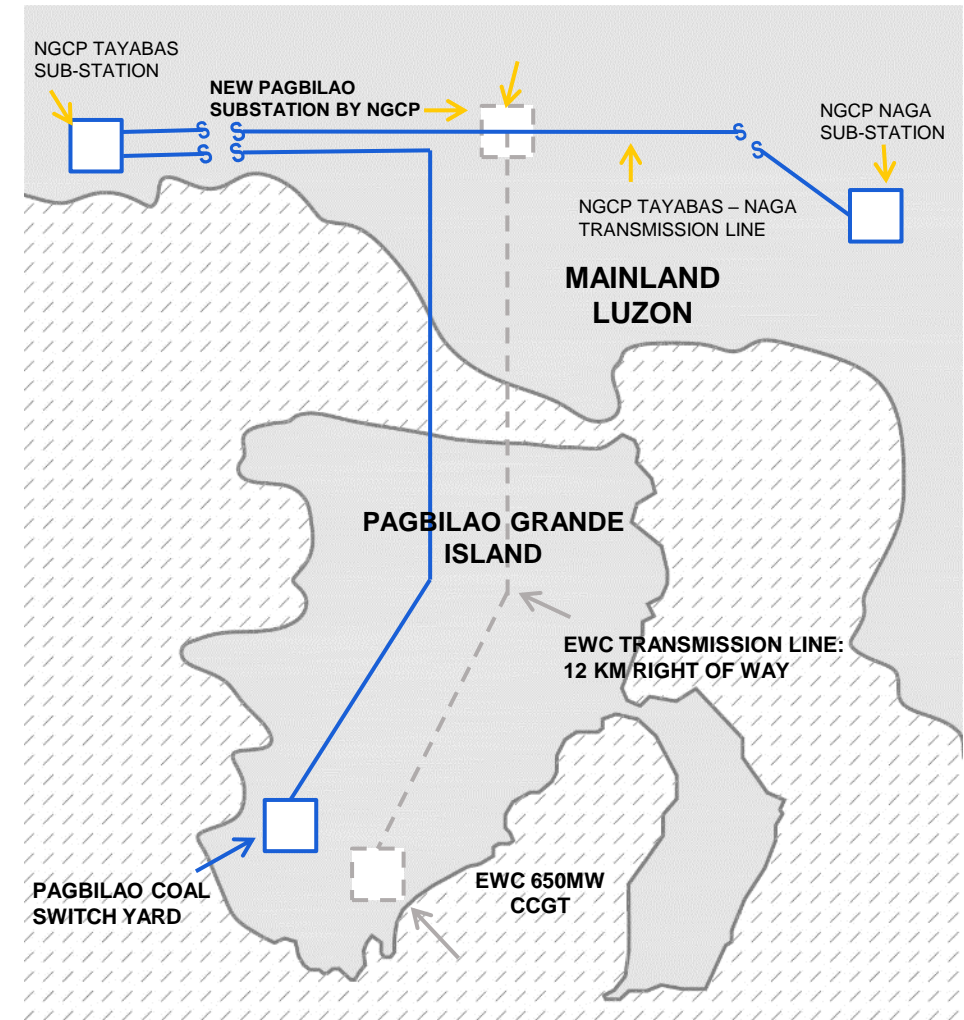 NGCP TAYABAS
SUB-STATION
NEW PAGBILAO
SUBSTATION BY NGCP
NGCP NAGA
SUB-STATION
S
S
S
S
S
S
NGCP TAYABAS – NAGA
TRANSMISSION LINE
MAINLAND
LUZON
PAGBILAO GRANDE
ISLAND
EWC TRANSMISSION LINE:
12 KM RIGHT OF WAY
EWC 650MW
CCGT
PAGBILAO COAL
SWITCH YARD